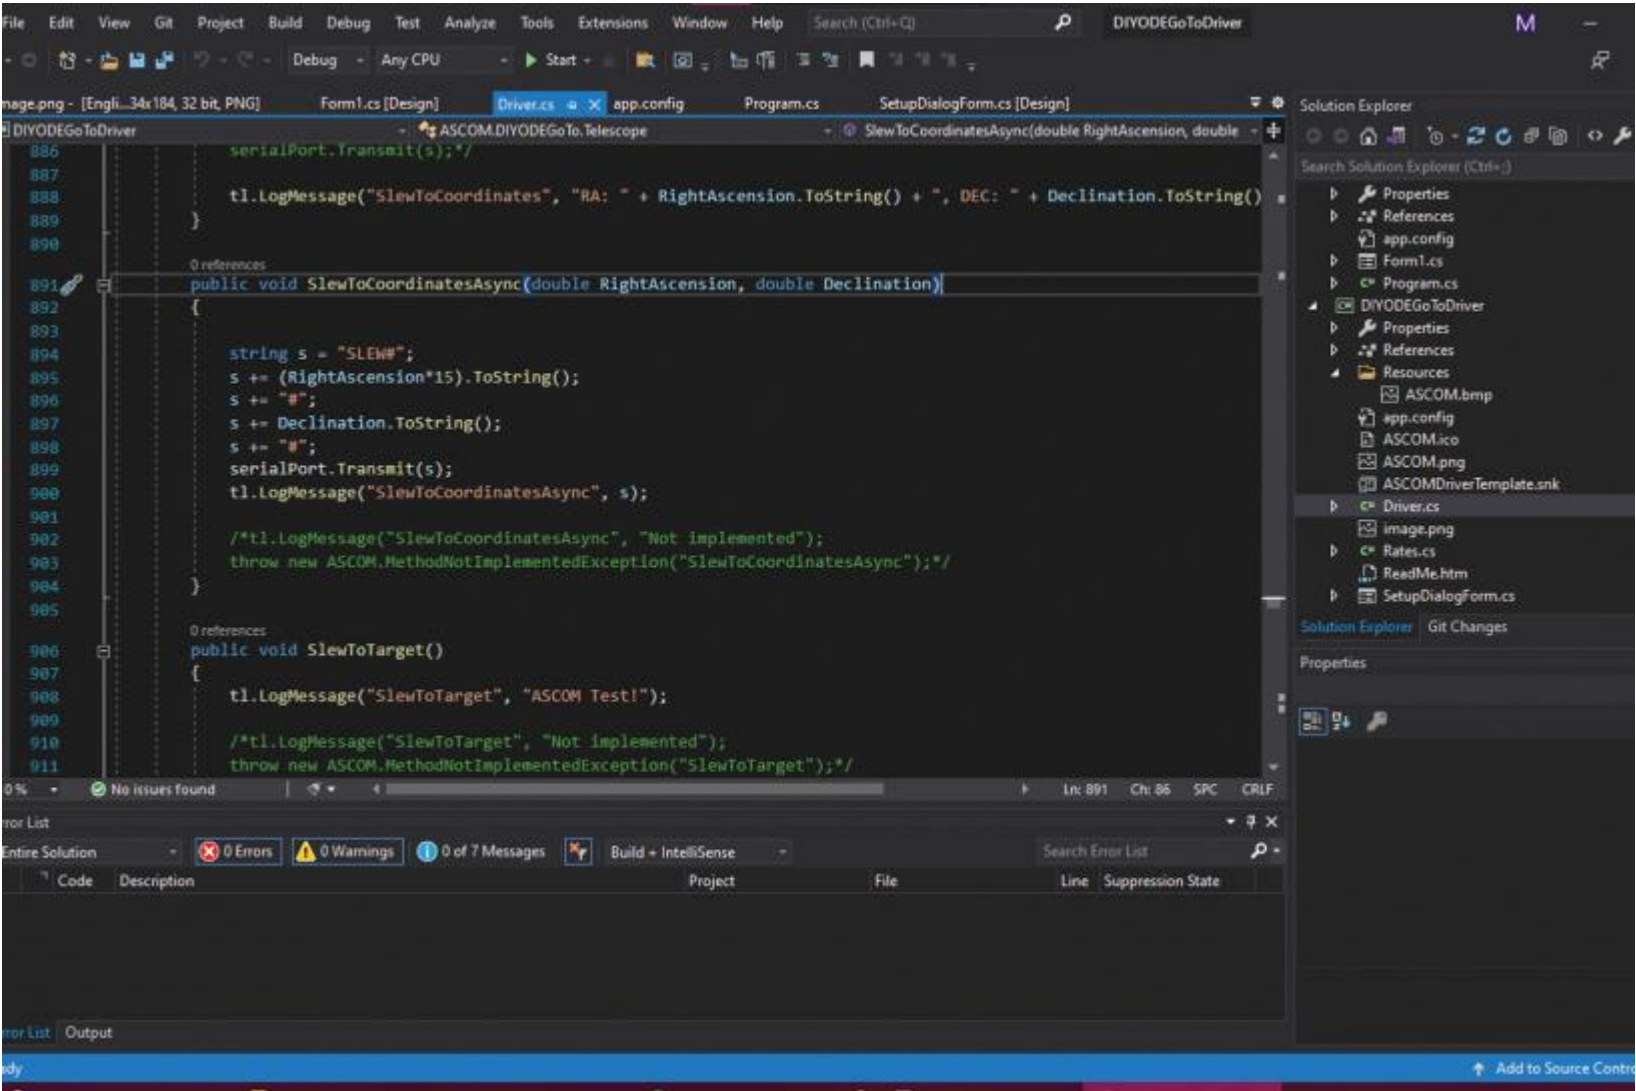 File Edit View Git Project Build Debug Test Analyze Tools Extensions Window Help Search (Ctrl+Q) DIYODEGoToDriver M
Debug Any CPU Start
mage.png - [Engli...34x184, 32 bit, PNG] Form1.cs [Design] Driver.cs app.config Program.cs SetupDialogForm.cs [Design]
DIYODEGoToDriver ASCOM.DIYODEGoTo.Telescope SlewToCoordinatesAsync(double RightAscension, double
886 serialPort.Transmit(s);*/
887
888 tl.LogMessage("SlewToCoordinates", "RA: " + RightAscension.ToString() + ", DEC: " + Declination.ToString()
889 }
890
0 references
891 public void SlewToCoordinatesAsync(double RightAscension, double Declination)
892 {
893
894 string s = "SLEW#";
895 s += (RightAscension*15).ToString();
896 s += "#";
897 s += Declination.ToString();
898 s += "#";
899 serialPort.Transmit(s);
900 tl.LogMessage("SlewToCoordinatesAsync", s);
901
902 /*tl.LogMessage("SlewToCoordinatesAsync", "Not implemented");
903 throw new ASCOM.MethodNotImplementedException("SlewToCoordinatesAsync");*/
904 }
905
0 references
906 public void SlewToTarget()
907 {
908 tl.LogMessage("SlewToTarget", "ASCOM Test!");
909
910 /*tl.LogMessage("SlewToTarget", "Not implemented");
911 throw new ASCOM.MethodNotImplementedException("SlewToTarget");*/
0 % No issues found Ln: 891 Ch: 86 SPC CRLF
rror List
Entire Solution 0 Errors 0 Warnings 0 of 7 Messages Build + IntelliSense Search Error List
Code Description Project File Line Suppression State
rror List Output
ady Add to Source Contro
Solution Explorer
Search Solution Explorer (Ctrl+;)
Properties
References
app.config
Form1.cs
Program.cs
DIYODEGoToDriver
Properties
References
Resources
ASCOM.bmp
app.config
ASCOM.ico
ASCOM.png
ASCOMDriverTemplate.snk
Driver.cs
image.png
Rates.cs
ReadMe.htm
SetupDialogForm.cs
Solution Explorer Git Changes
Properties